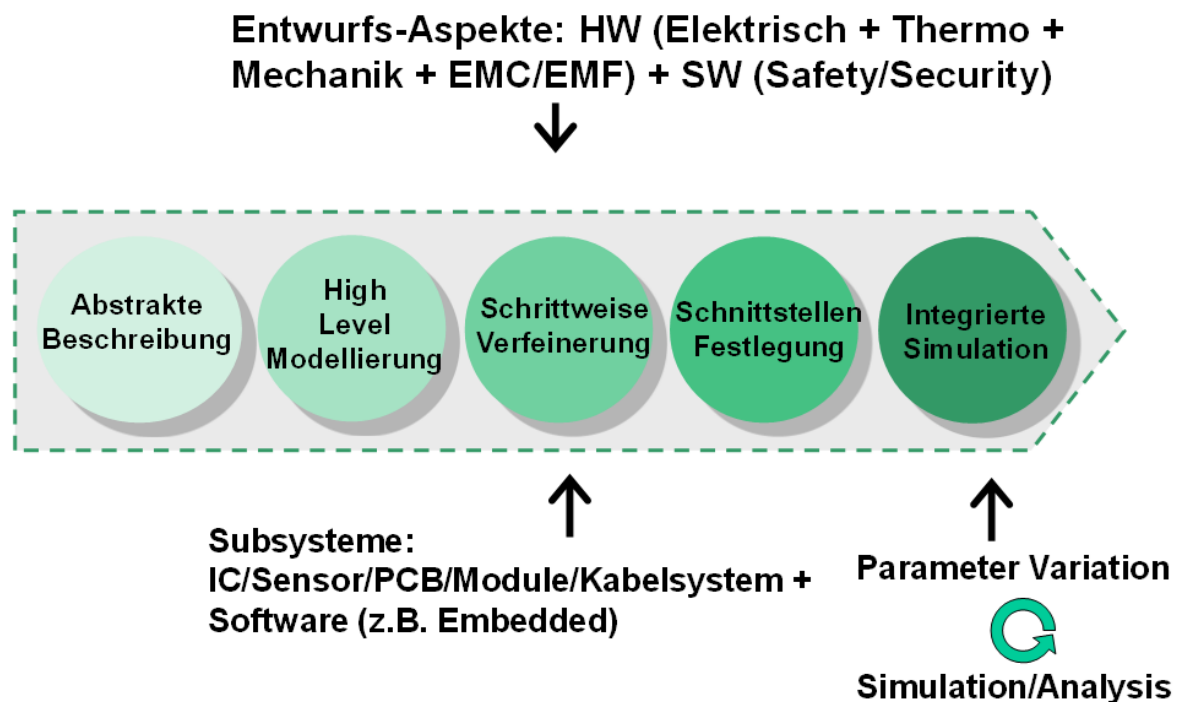 Entwurfs-Aspekte: HW (Elektrisch + Thermo +
Mechanik + EMC/EMF) + SW (Safety/Security)
Abstrakte
Beschreibung
High
Level
Modellierung
Schrittweise
Verfeinerung
Schnittstellen
Festlegung
Integrierte
Simulation
Subsysteme:
IC/Sensor/PCB/Module/Kabelsystem +
Software (z.B. Embedded)
Parameter Variation
Simulation/Analysis